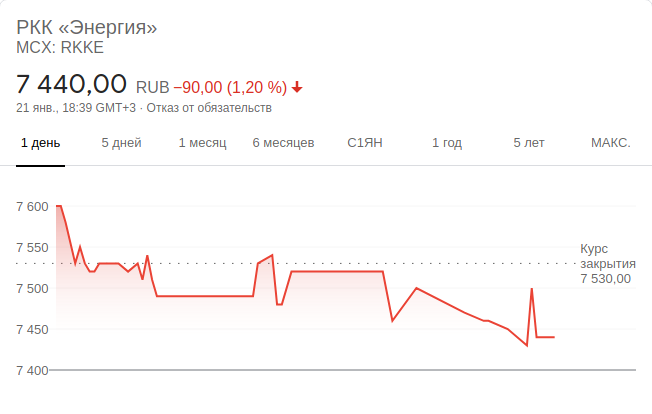 РКК «Энергия»
MCX: RKKE
7 440,00 RUB −90,00 (1,20 %)
21 янв., 18:39 GMT+3 · Отказ от обязательств
1 день 5 дней 1 месяц 6 месяцев С1ЯН 1 год 5 лет МАКС.
7 600
7 550
7 500
7 450
7 400
Курс
закрытия
7 530,00